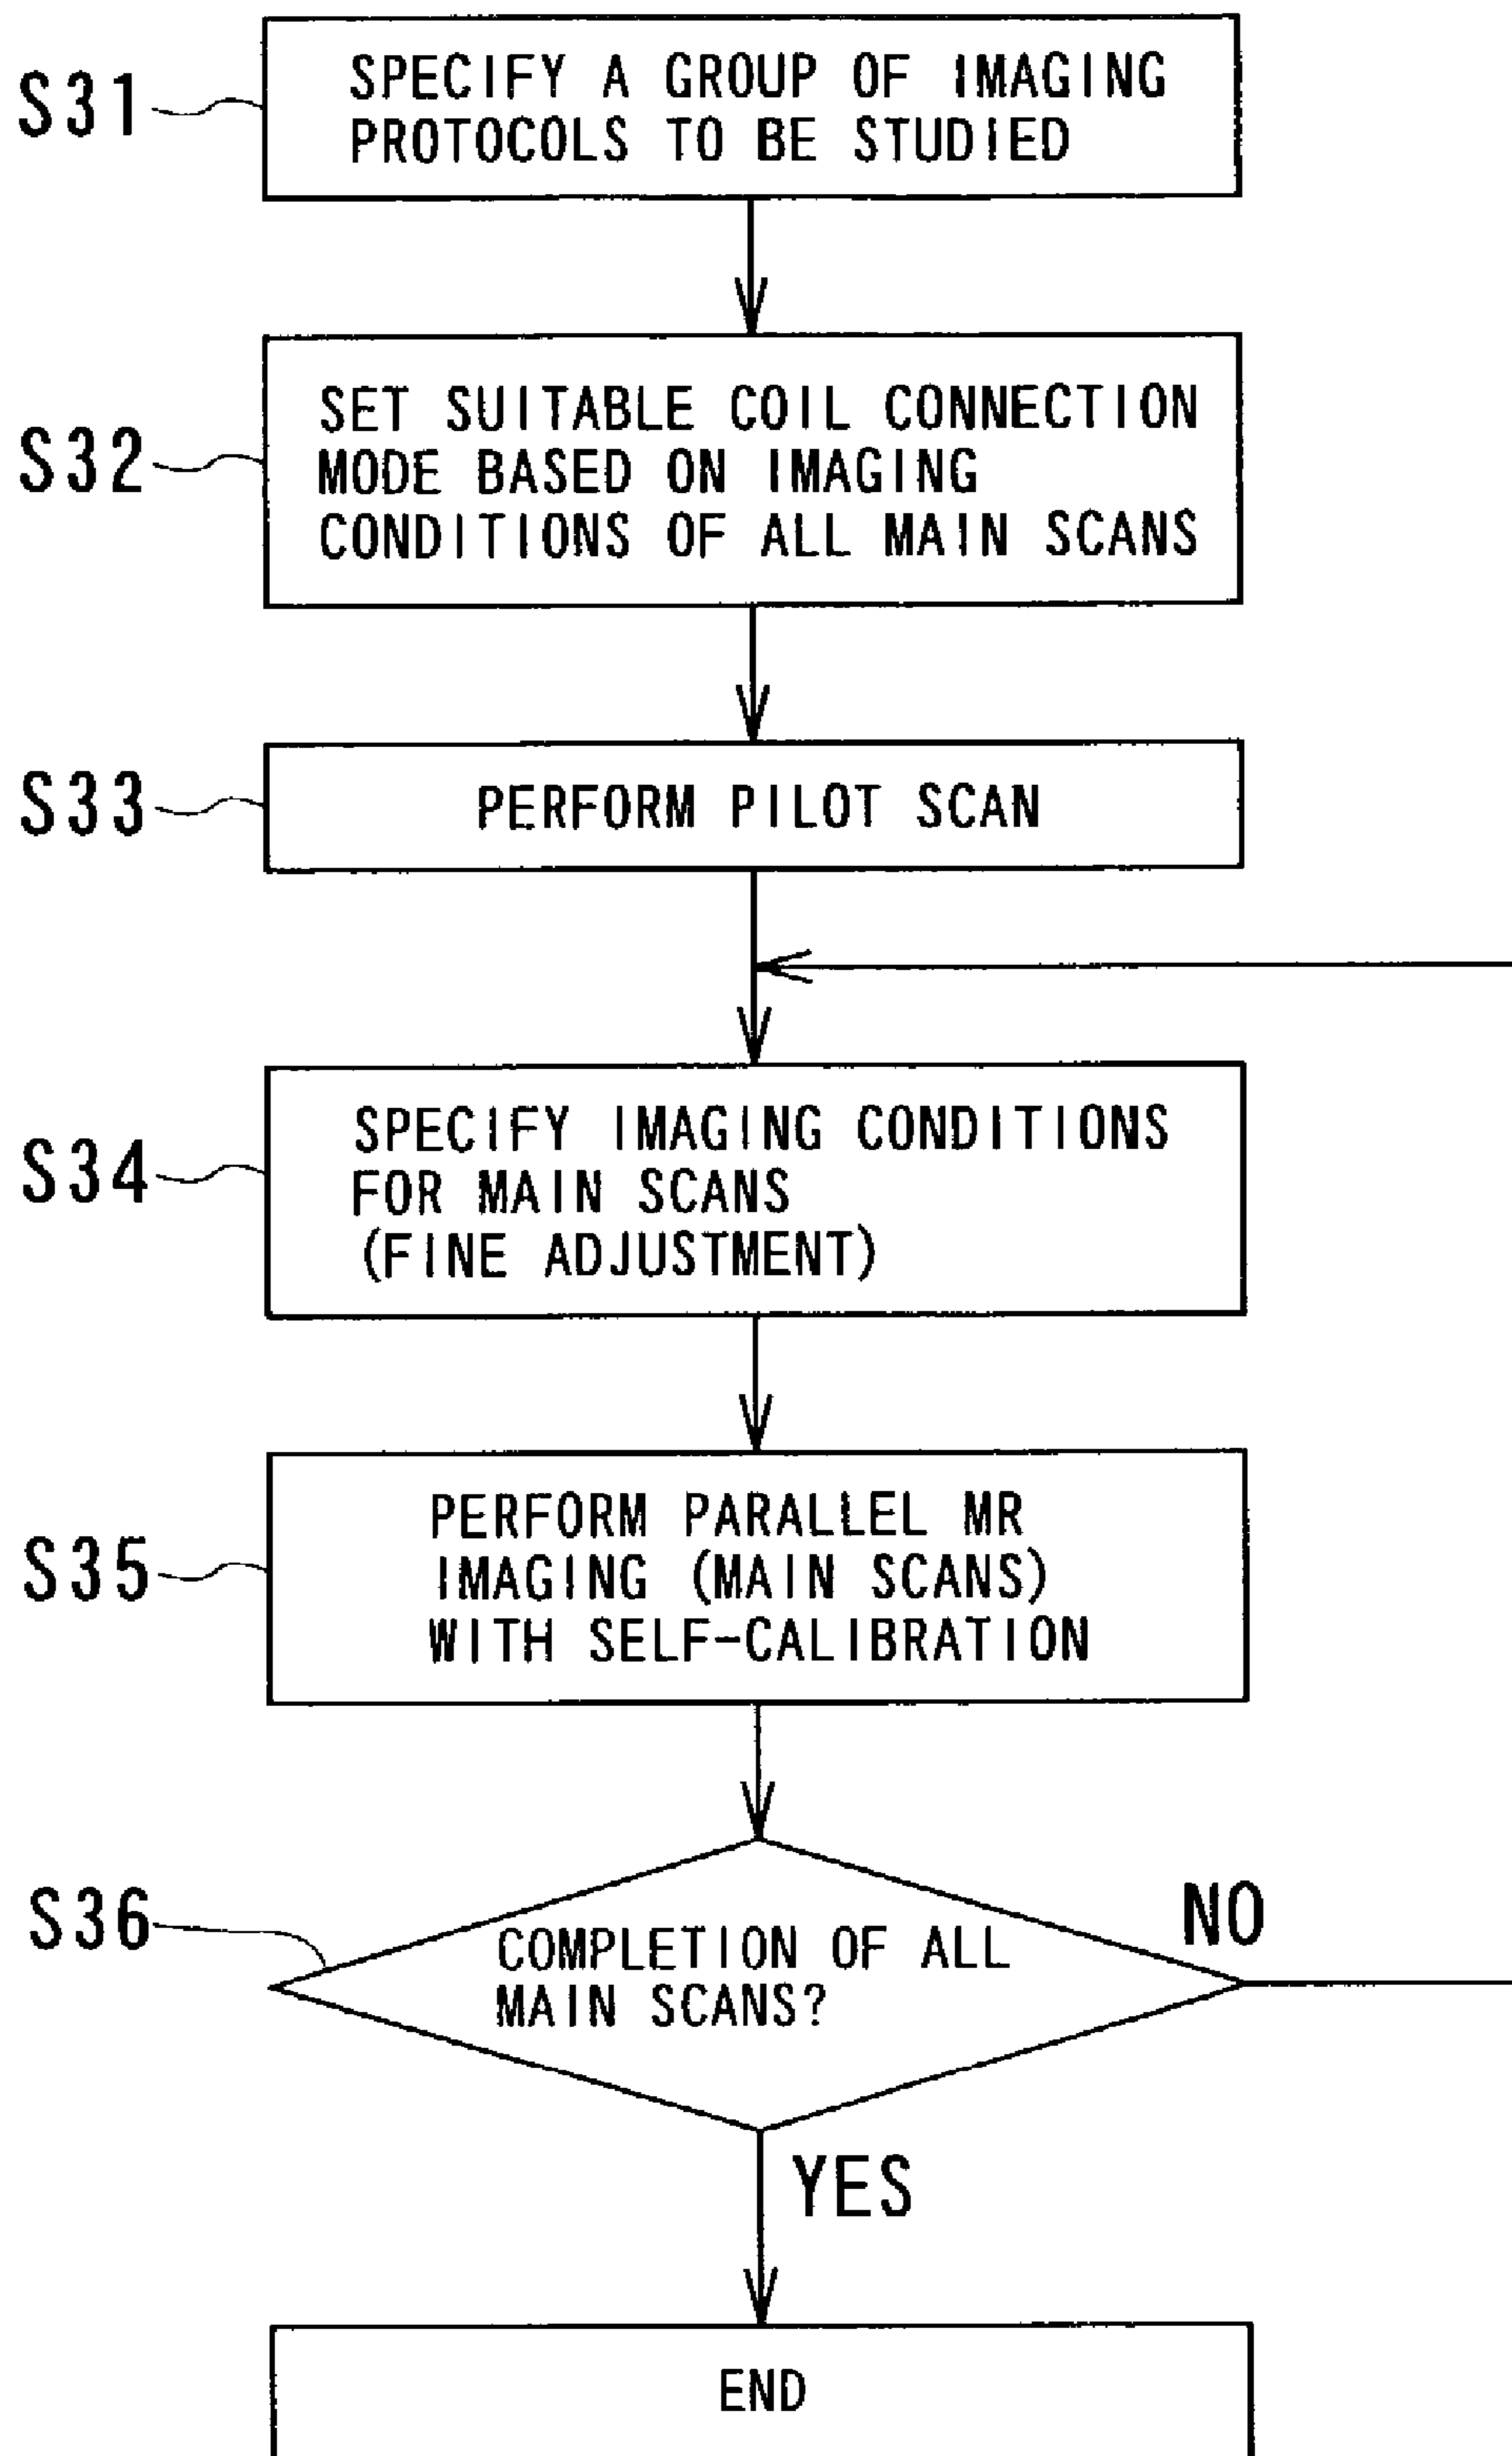 S31
SPECIFY A GROUP OF IMAGING
PROTOCOLS TO BE STUDIED
S32
SET SUITABLE COIL CONNECTION
MODE BASED ON IMAGING
CONDITIONS OF ALL MAIN SCANS
S33
PERFORM PILOT SCAN
S34
SPECIFY IMAGING CONDITIONS
FOR MAIN SCANS
(FINE ADJUSTMENT)
S35
PERFORM PARALLEL MR
IMAGING (MAIN SCANS)
WITH SELF-CALIBRATION
S36
COMPLETION OF ALL
MAIN SCANS?
NO
YES
END